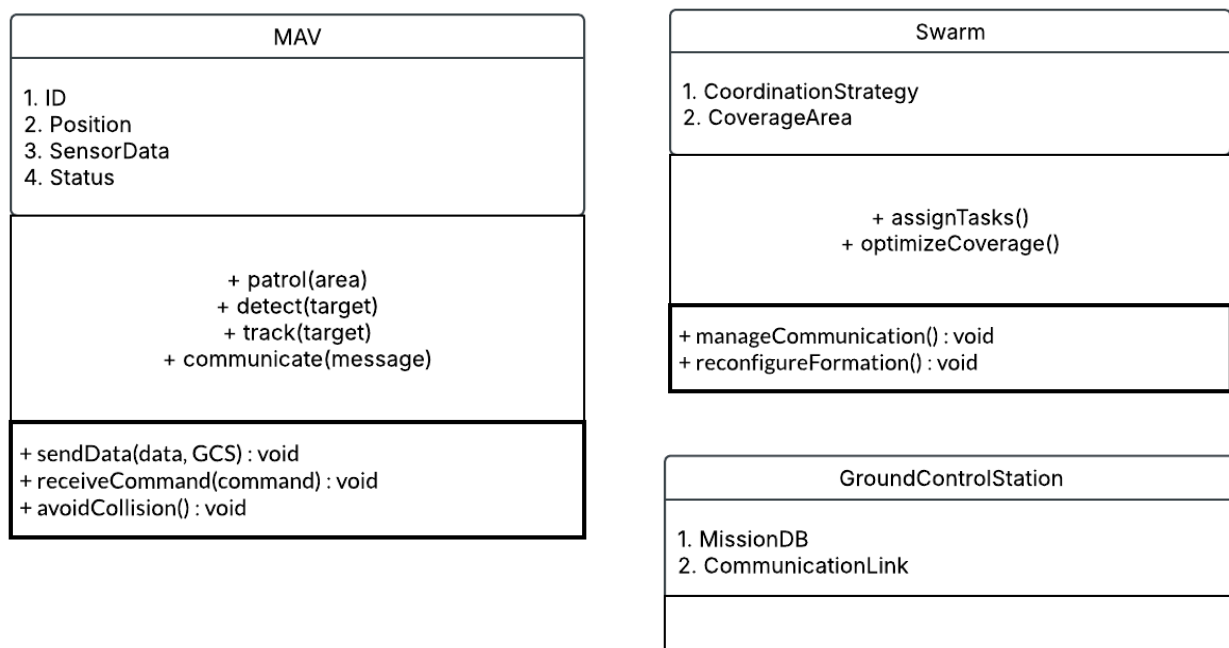 MAV
1. ID
2. Position
3. SensorData
4. Status
+ patrol(area)
+ detect(target)
+ track(target)
+ communicate(message)
+ sendData(data, GCS) : void
+ receiveCommand(command) : void
+ avoidCollision() : void
Swarm
1. CoordinationStrategy
2. CoverageArea
+ assignTasks()
+ optimizeCoverage()
+ manageCommunication() : void
+ reconfigureFormation() : void
GroundControlStation
1. MissionDB
2. CommunicationLink